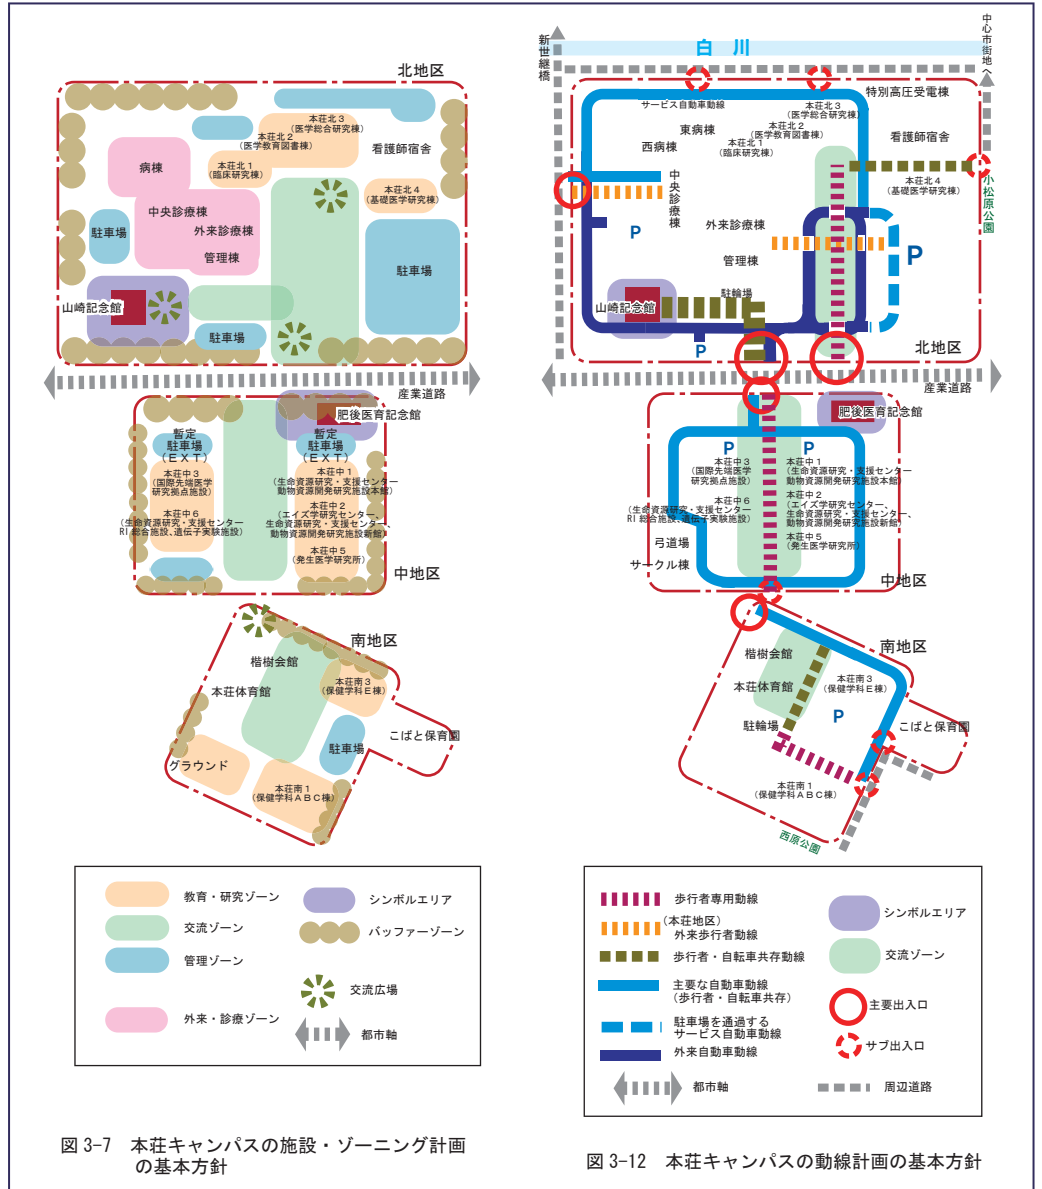 北地区
本荘北３
（医学総合研究棟）
本荘北２
（医学教育図書棟）
看護師宿舎
病棟
本荘北１
（臨床研究棟）
本荘北４
（基礎医学研究棟）
中央診療棟
駐車場
外来診療棟
管理棟
駐車場
山崎記念館
駐車場
産業道路
肥後医育記念館
暫定
駐車場
（ＥＸＴ）
暫定
駐車場
（ＥＸＴ）
本荘中３
（国際先端医学
研究拠点施設）
本荘中１
（生命資源研究・支援センター
動物資源開発研究施設本館）
本荘中６
（生命資源研究・支援センター
RI 総合施設、遺伝子実験施設）
本荘中２
（エイズ学研究センター、
生命資源研究・支援センター、
動物資源開発研究施設新館）
本荘中５
（発生医学研究所）
中地区
南地区
楷樹会館
本荘体育館
本荘南３
（保健学科Ｅ棟）
こばと保育園
駐車場
グラウンド
本荘南１
（保健学科ＡＢＣ棟）
教育・研究ゾーン
交流ゾーン
管理ゾーン
外来・診療ゾーン
シンボルエリア
バッファーゾーン
交流広場
都市軸
図 3-7　本荘キャンパスの施設・ゾーニング計画
の基本方針
新世継橋
白　川
中心市街地へ
特別高圧受電棟
サービス自動車動線
本荘北３
（医学総合研究棟）
東病棟
本荘北２
（医学教育図書棟）
看護師宿舎
西病棟
本荘北１
（臨床研究棟）
中央診療棟
本荘北４
（基礎医学研究棟）
小松原公園
P
外来診療棟
P
管理棟
駐輪場
山崎記念館
P
北地区
産業道路
肥後医育記念館
P
P
本荘中３
（国際先端医学
研究拠点施設）
本荘中１
（生命資源研究・支援センター
動物資源開発研究施設本館）
本荘中６
（生命資源研究・支援センター
RI 総合施設、遺伝子実験施設）
本荘中２
（エイズ学研究センター、
生命資源研究・支援センター、
動物資源開発研究施設新館）
弓道場
本荘中５
（発生医学研究所）
サークル棟
中地区
南地区
楷樹会館
本荘体育館
本荘南３
（保健学科Ｅ棟）
P
駐輪場
こばと保育園
本荘南１
（保健学科ＡＢＣ棟）
西原公園
歩行者専用動線
（本荘地区）
外来歩行者動線
歩行者・自転車共存動線
主要な自動車動線
（歩行者・自転車共存）
駐車場を通過する
サービス自動車動線
外来自動車動線
都市軸
シンボルエリア
交流ゾーン
主要出入口
サブ出入口
周辺道路
図 3-12　本荘キャンパスの動線計画の基本方針